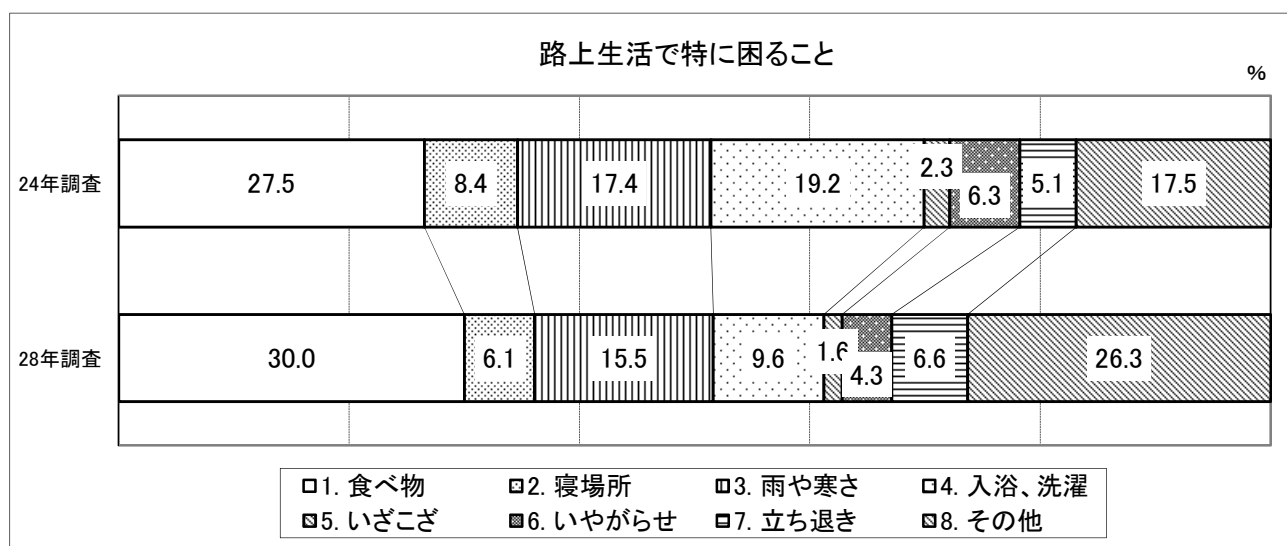 路上生活で特に困ること
%
24年調査
27.5 8.4 17.4 19.2 2.3 6.3 5.1 17.5
28年調査
30.0 6.1 15.5 9.6 1.6 4.3 6.6 26.3
1. 食べ物 2. 寝場所 3. 雨や寒さ 4. 入浴、洗濯
5. いざこざ 6. いやがらせ 7. 立ち退き 8. その他